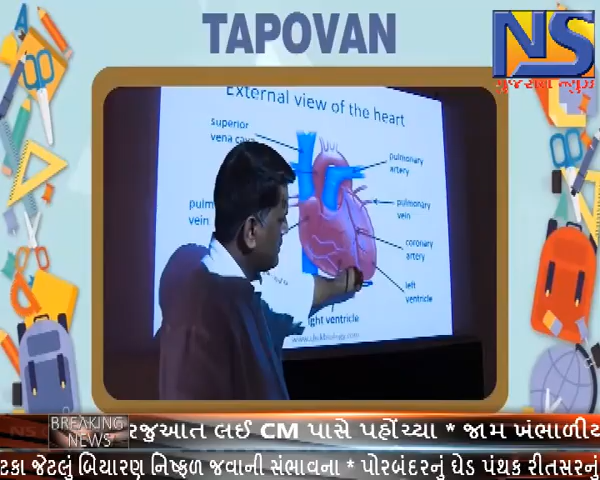 TAPOVAN
NS
ગુજરાત ન્યુઝ
External view of the heart
superior
vena cava
pulmonary
artery
pulmonary
vein
coronary
artery
left
ventricle
vein
ventricle
BREAKING
NEWS
રજુઆત લઈ CM પાસે પહોંચ્યા * જામ ખંભાળીય
ટકા જેટલું બિયારણ નિષ્ફળ જવાની સંભાવના * પોરબંદરનું ઘેડ પંથક રીતસરનું